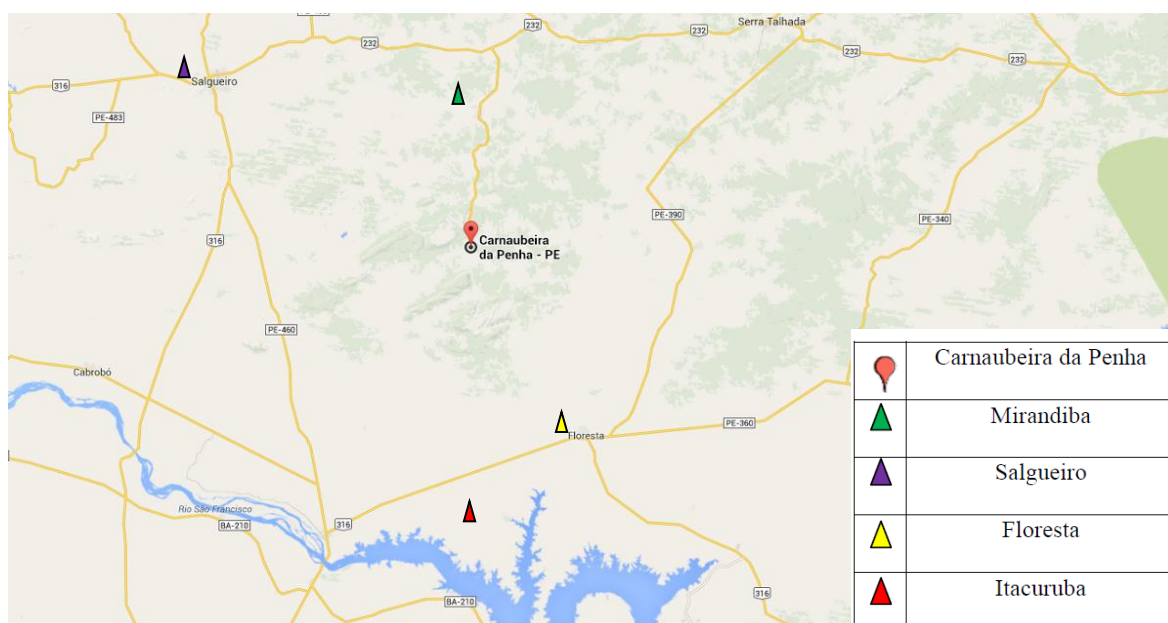 232
Serra Talhada
232
232
232
232
Salgueiro
316
PE-483
PE-390
PE-340
316
Carnaubeira
da Penha - PE
PE-460
Cabrobó
PE-360
Floresta
Rio São Francisco
BA-210
316
316
BA-210
Carnaubeira da Penha
Mirandiba
Salgueiro
Floresta
Itacuruba